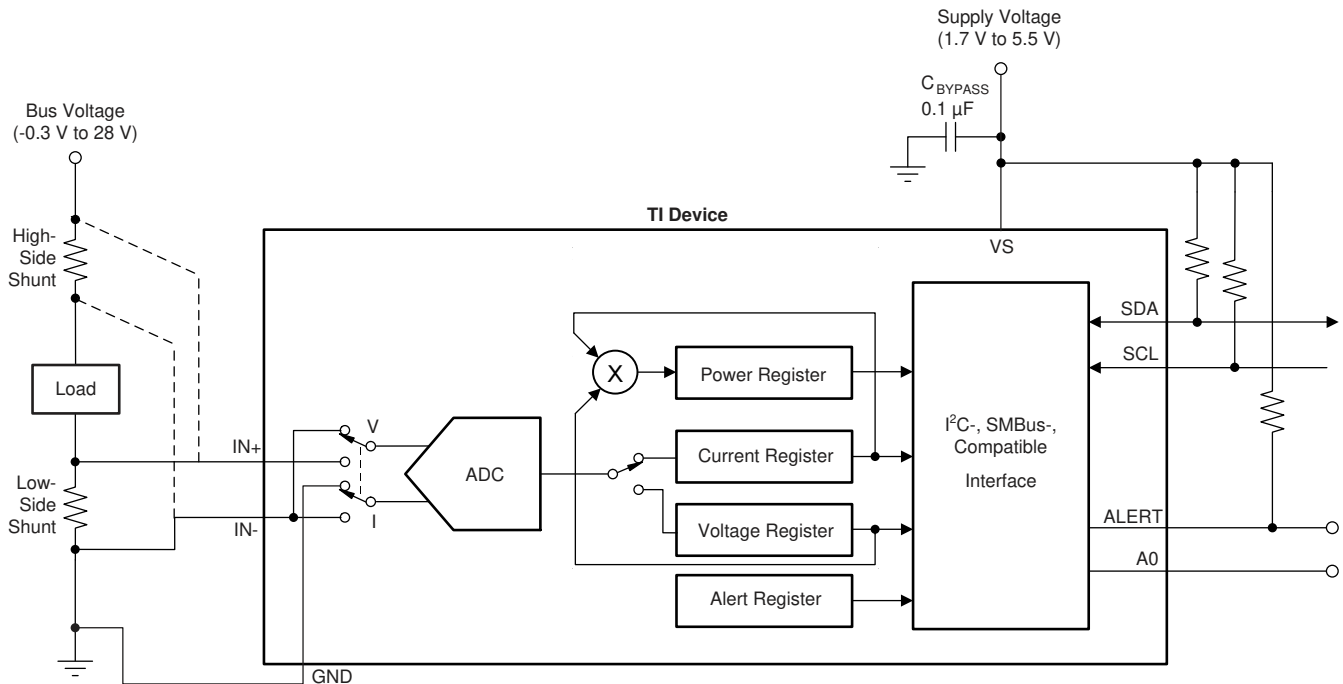 Supply Voltage
(1.7 V to 5.5 V)
C_BYPASS
0.1 µF
Bus Voltage
(-0.3 V to 28 V)
TI Device
VS
High-
Side
Shunt
SDA
SCL
X
Power Register
Load
I²C-, SMBus-,
Compatible
Interface
V
IN+
ADC
Current Register
Low-
Side
Shunt
IN-
I
Voltage Register
ALERT
A0
Alert Register
GND